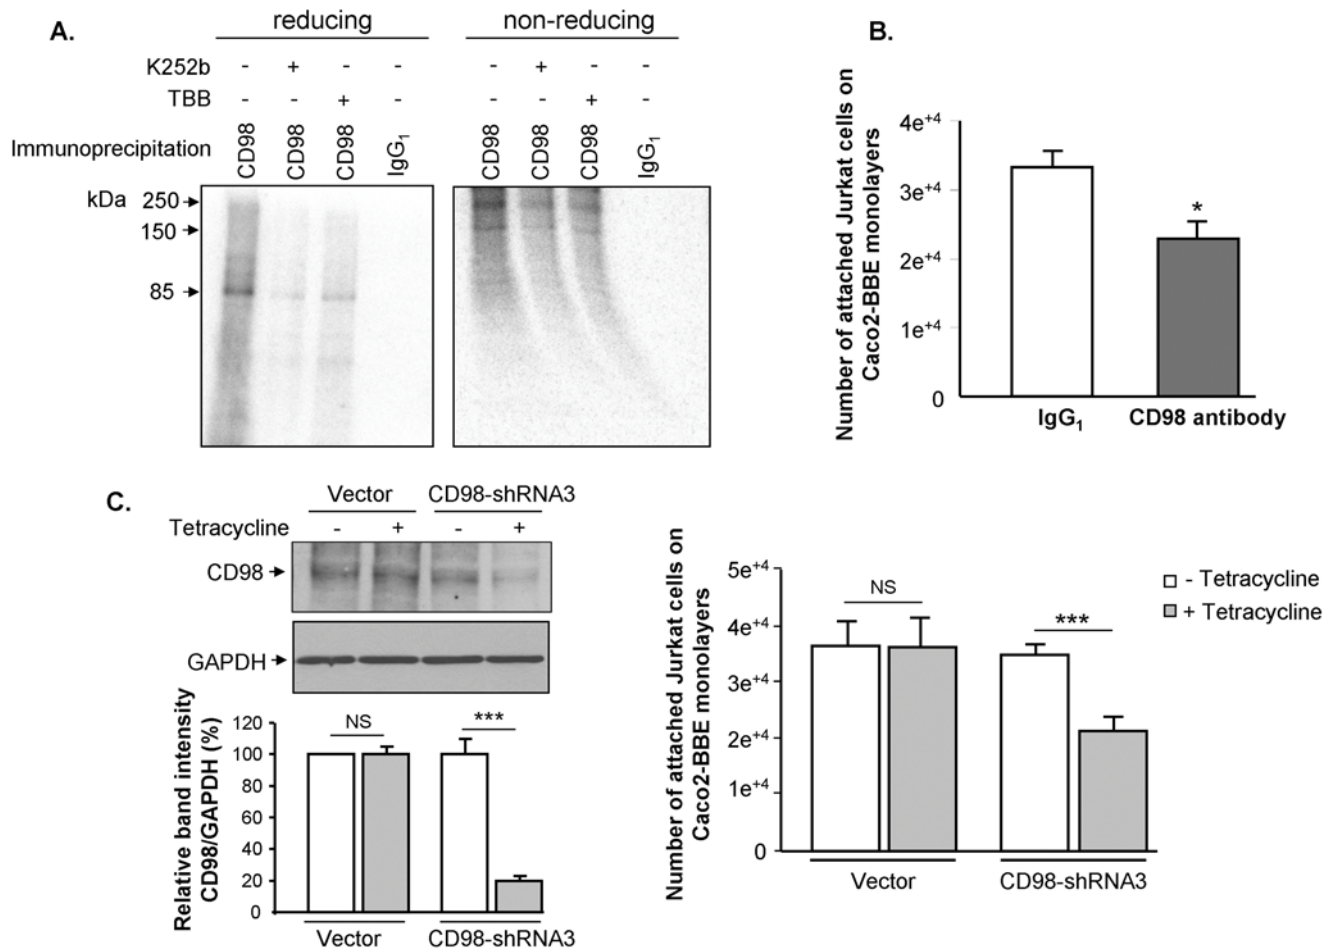 A.
reducing
non-reducing
K252b - + - - - + - -
TBB - - + - - - + -
Immunoprecipitation CD98 CD98 CD98 IgG₁ CD98 CD98 CD98 IgG₁
kDa 250
150
85
B.
Number of attached Jurkat cells on
Caco2-BBE monolayers
4e⁺⁴
3e⁺⁴
2e⁺⁴
1e⁺⁴
0
*
IgG₁ CD98 antibody
C.
Vector CD98-shRNA3
Tetracycline - + - +
CD98
GAPDH
Relative band intensity
CD98/GAPDH (%)
120
100
80
60
40
20
0
NS
***
Vector CD98-shRNA3
Number of attached Jurkat cells on
Caco2-BBE monolayers
5e⁺⁴
4e⁺⁴
3e⁺⁴
2e⁺⁴
1e⁺⁴
0
NS
***
- Tetracycline
+ Tetracycline
Vector CD98-shRNA3